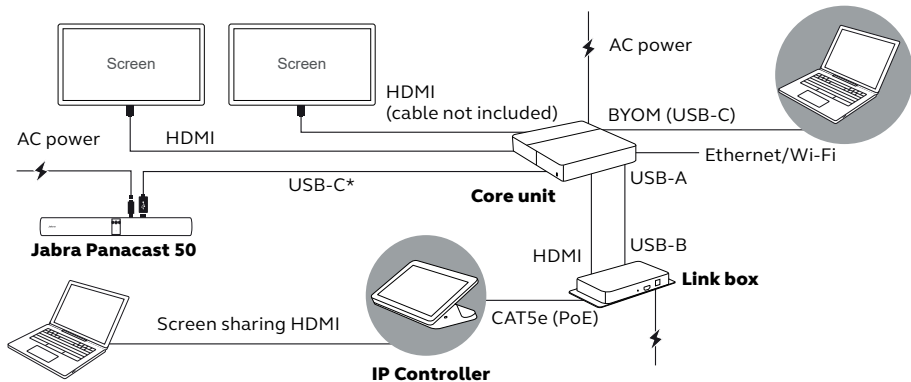 Screen
Screen
AC power
HDMI
(cable not included)
BYOM (USB-C)
AC power
HDMI
Ethernet/Wi-Fi
USB-C*
USB-A
Core unit
Jabra Panacast 50
HDMI
USB-B
Link box
Screen sharing HDMI
CAT5e (PoE)
IP Controller